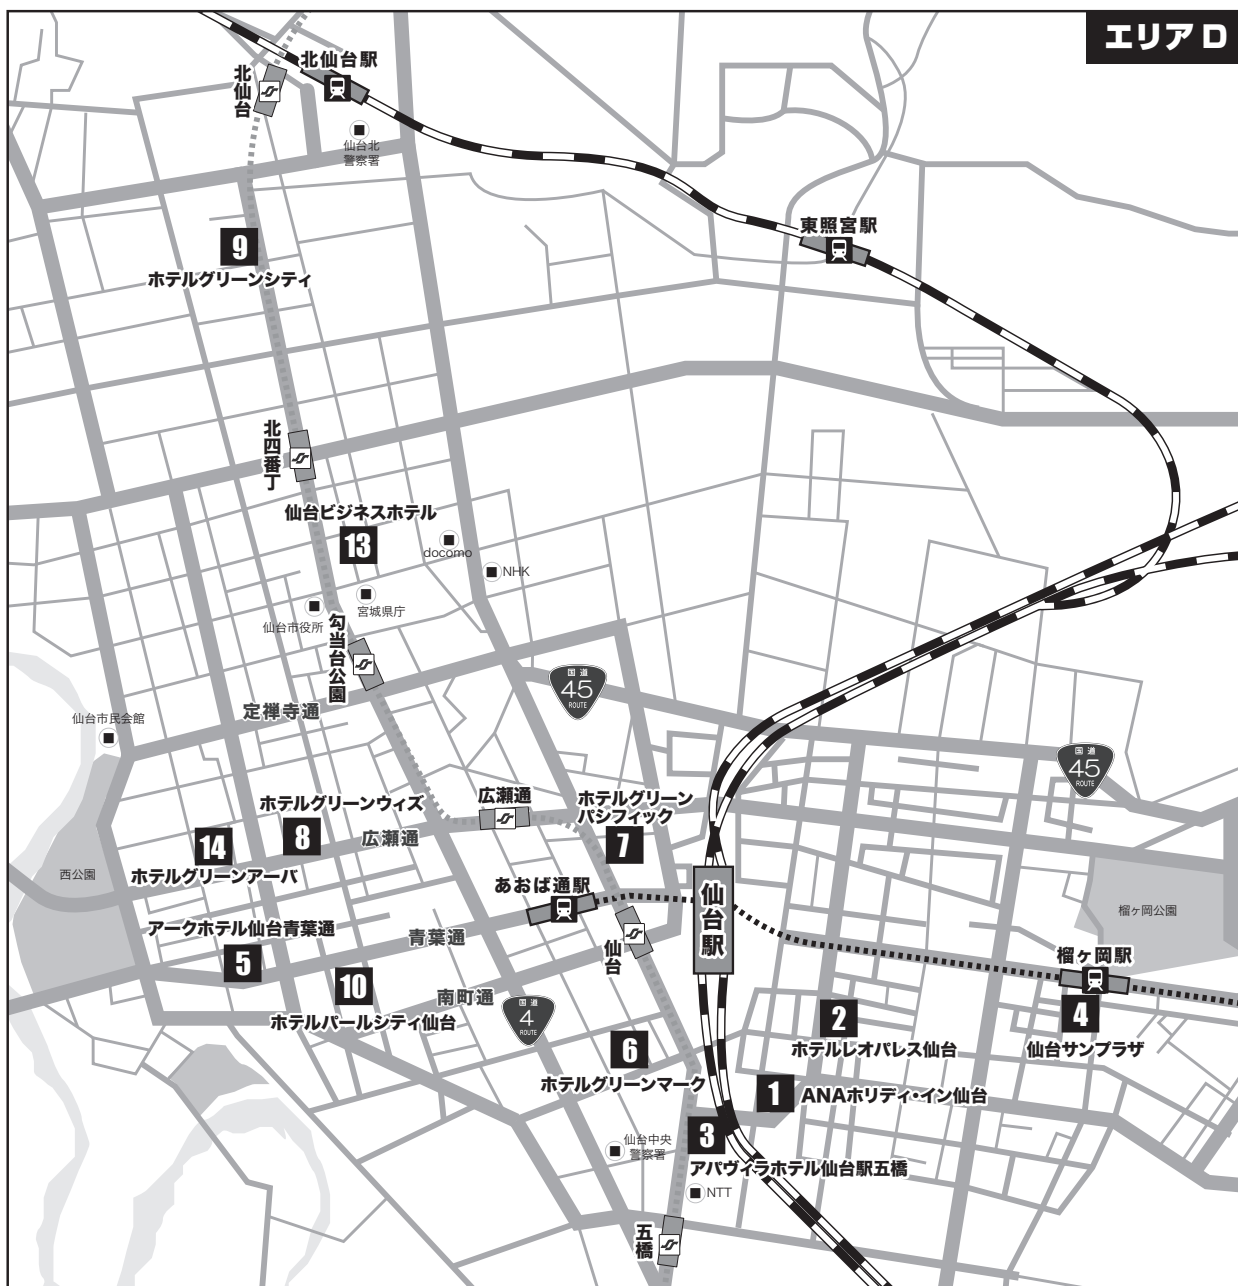 エリア D
北仙台駅
北仙台
仙台北
警察署
東照宮駅
9
ホテルグリーンシティ
北四番丁
仙台ビジネスホテル
13
docomo
NHK
宮城県庁
仙台市役所
勾当台公園
国道
45
ROUTE
定禅寺通
仙台市民会館
国道
45
ROUTE
広瀬通
ホテルグリーン
パシフィック
7
ホテルグリーンウィズ
8
広瀬通
14
ホテルグリーンアーバ
西公園
あおば通駅
仙台駅
榴ヶ岡公園
アークホテル仙台青葉通
5
青葉通
仙台
榴ヶ岡駅
10
ホテルパールシティ仙台
南町通
国道
4
ROUTE
2
ホテルレオパレス仙台
4
仙台サンプラザ
6
ホテルグリーンマーク
1
ANAホリディ・イン仙台
3
アパヴィラホテル仙台駅五橋
仙台中央
警察署
NTT
五橋